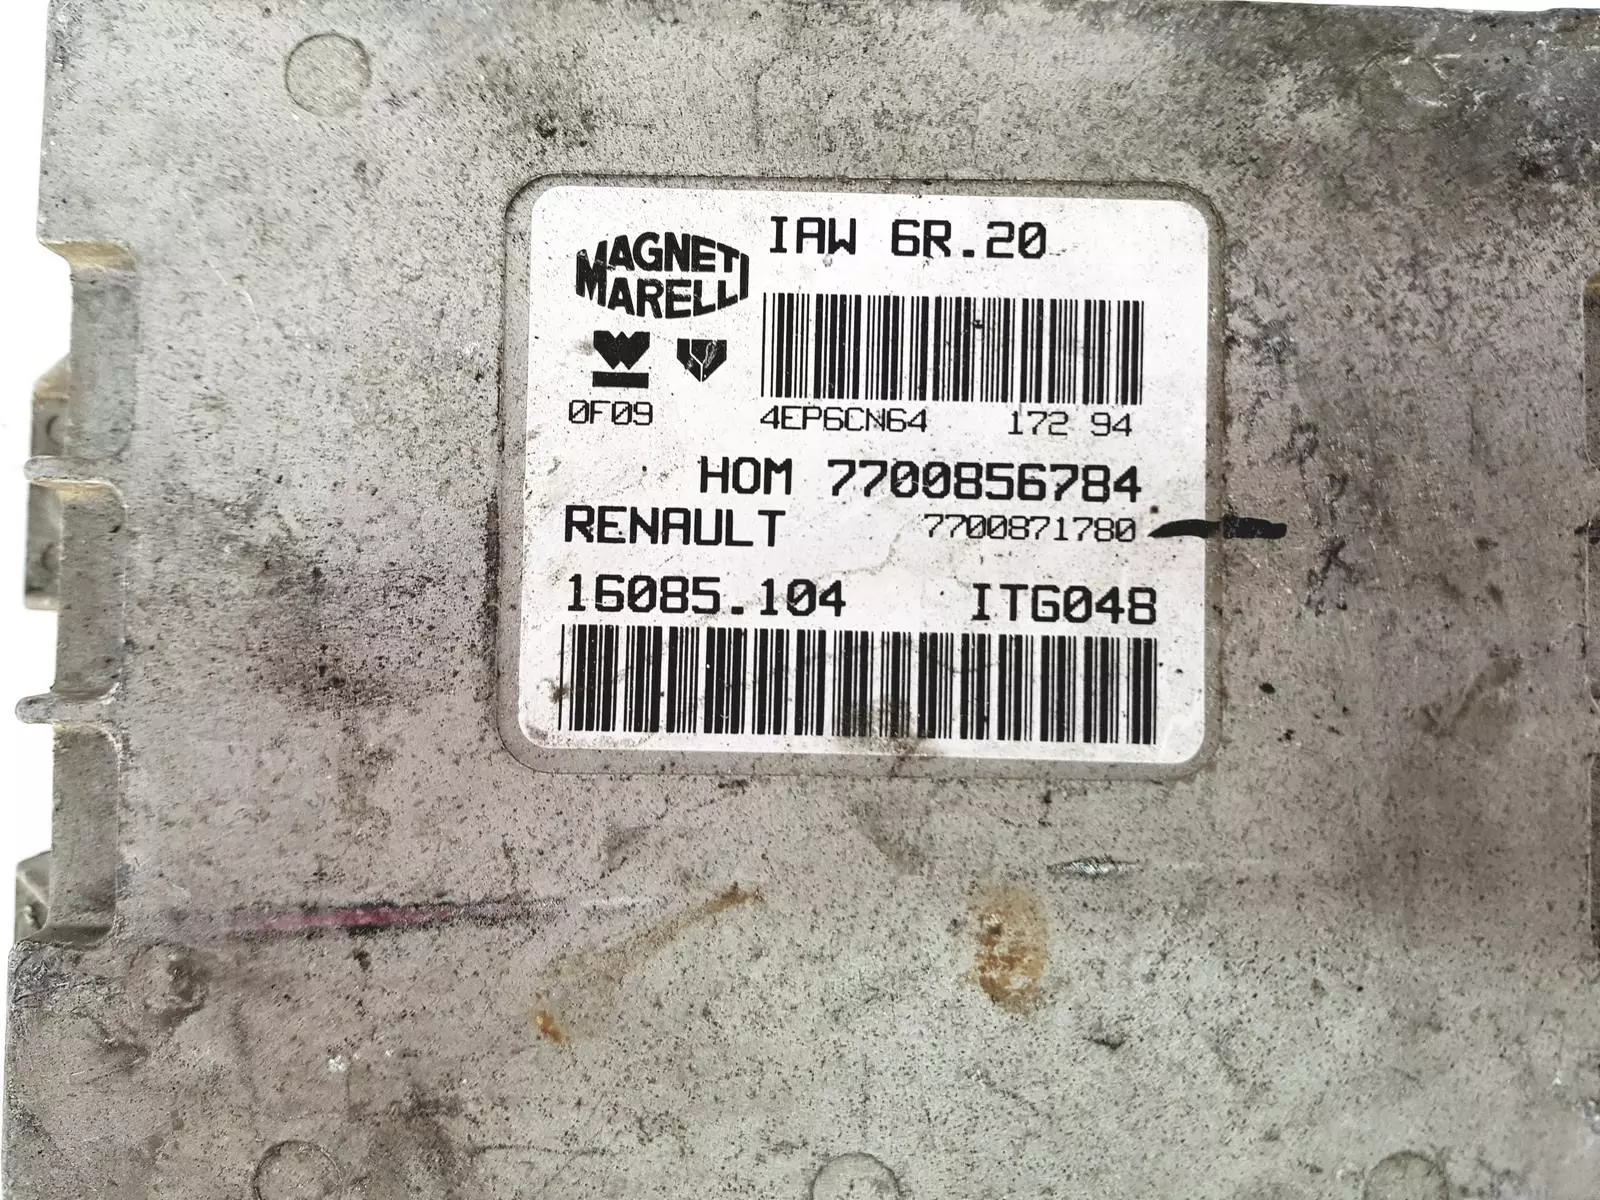 IAW 6R.20
MAGNETI
MARELLI
0F09
4EP6CN64 172 94
HOM 7700856784
RENAULT 7700871780
16085.104 ITG048